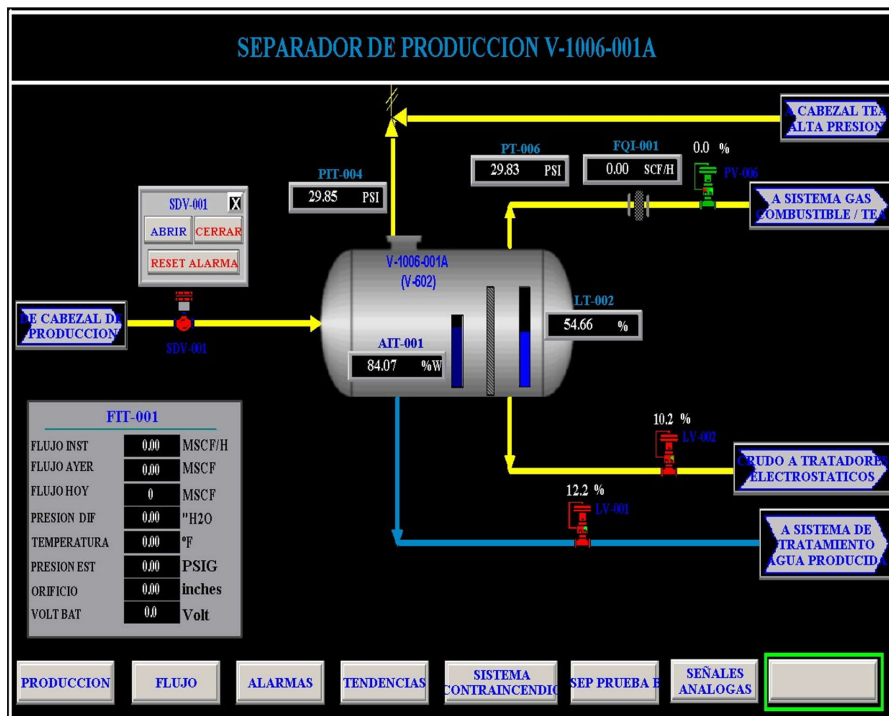 SEPARADOR DE PRODUCCION V-1006-001A
A CABEZAL TEA
ALTA PRESION
PIT-004
29.85 PSI
PT-006
29.83 PSI
FQI-001
0.00 SCF/H
0.0 %
PV-006
A SISTEMA GAS
COMBUSTIBLE / TEA
SDV-001 X
ABRIR CERRAR
RESET ALARMA
V-1006-001A
(V-602)
DE CABEZAL DE
PRODUCCION
SDV-001
LT-002
54.66 %
AIT-001
84.07 %W
FIT-001
FLUJO INST 0.00 MSCF/H
FLUJO AYER 0.00 MSCF
FLUJO HOY 0 MSCF
PRESION DIF 0.00 "H2O
TEMPERATURA 0.00 ºF
PRESION EST 0.00 PSIG
ORIFICIO 0.00 inches
VOLT BAT 0.0 Volt
10.2 %
LV-002
CRUDO A TRATADORES
ELECTROSTATICOS
12.2 %
LV-001
A SISTEMA DE
TRATAMIENTO
AGUA PRODUCIDA
PRODUCCION
FLUJO
ALARMAS
TENDENCIAS
SISTEMA
CONTRAINCENDIO
SEP PRUEBA B
SEÑALES
ANALOGAS